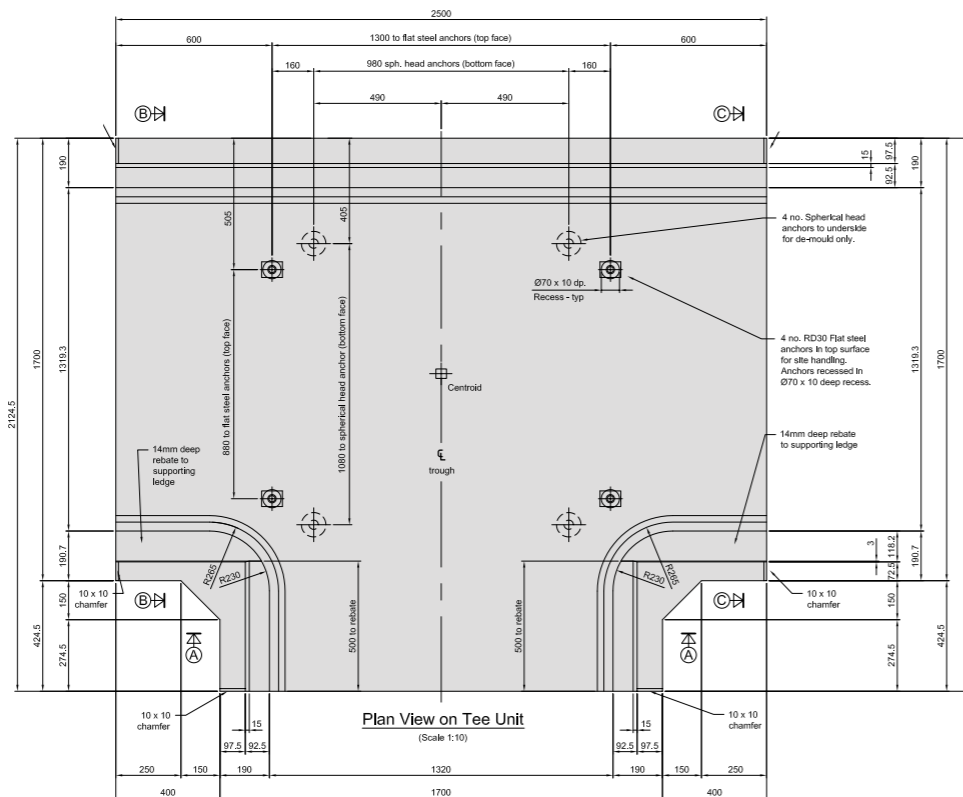 2500
600
1300 to flat steel anchors (top face)
600
160
980 sph. head anchors (bottom face)
160
490
490
B
C
190
15
97.5
92.5
190
505
405
4 no. Spherical head
anchors to underside
for de-mould only.
Ø70 x 10 dp.
Recess - typ
4 no. RD30 Flat steel
anchors in top surface
for site handling.
Anchors recessed in
Ø70 x 10 deep recess.
2124.5
1700
1319.3
880 to flat steel anchors (top face)
1080 to spherical head anchor (bottom face)
Centroid
1319.3
1700
CL
trough
14mm deep
rebate to
supporting
ledge
14mm deep rebate
to supporting ledge
190.7
R265
R230
R265
R230
3
118.2
72.5
190.7
10 x 10
chamfer
B
C
10 x 10
chamfer
424.5
150
274.5
A
500 to rebate
500 to rebate
A
150
274.5
424.5
10 x 10
chamfer
15
Plan View on Tee Unit
(Scale 1:10)
15
10 x 10
chamfer
97.5
92.5
92.5
97.5
250
150
190
1320
190
150
250
400
1700
400